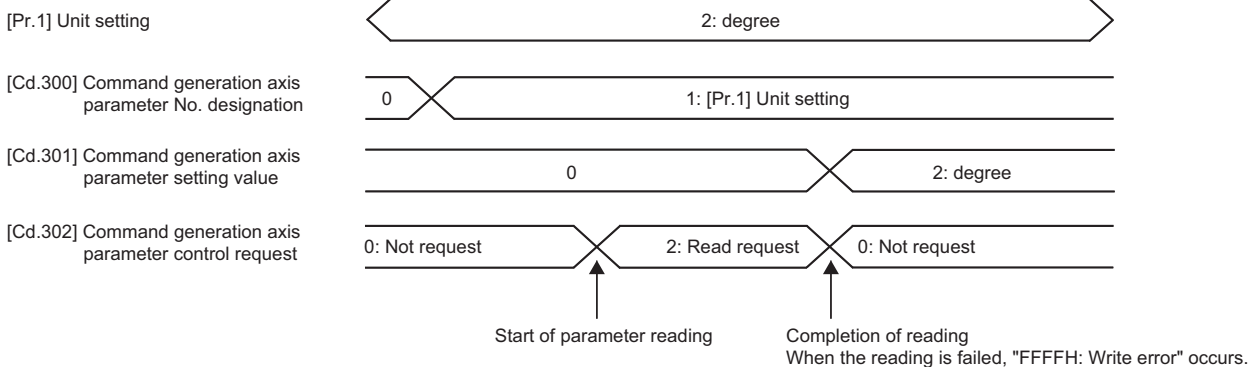 [Pr.1] Unit setting
2: degree
[Cd.300] Command generation axis
parameter No. designation
0
1: [Pr.1] Unit setting
[Cd.301] Command generation axis
parameter setting value
0
2: degree
[Cd.302] Command generation axis
parameter control request
0: Not request
2: Read request
0: Not request
Start of parameter reading
Completion of reading
When the reading is failed, "FFFFH: Write error" occurs.